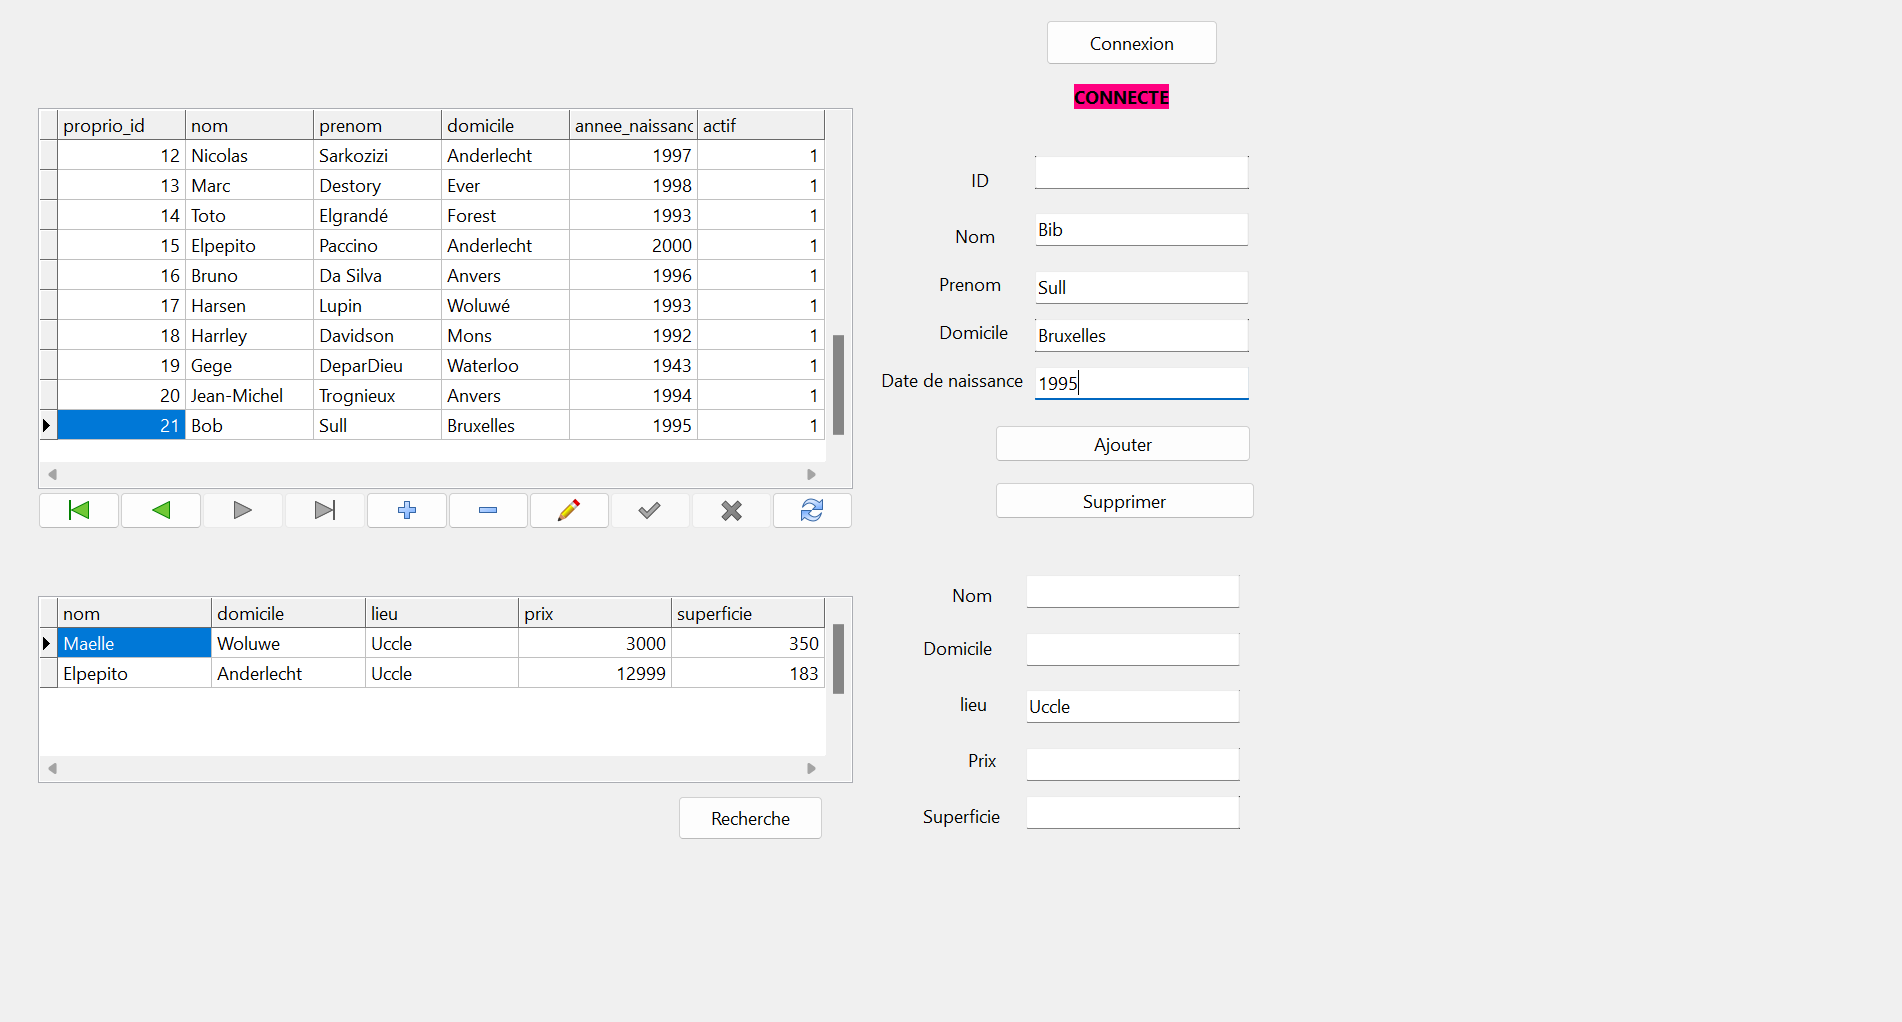 Connexion
CONNECTE
proprio_id nom prenom domicile annee_naissanc actif
12 Nicolas Sarkozizi Anderlecht 1997 1
13 Marc Destory Ever 1998 1
14 Toto Elgrandé Forest 1993 1
15 Elpepito Paccino Anderlecht 2000 1
16 Bruno Da Silva Anvers 1996 1
17 Harsen Lupin Woluwé 1993 1
18 Harrley Davidson Mons 1992 1
19 Gege DeparDieu Waterloo 1943 1
20 Jean-Michel Trognieux Anvers 1994 1
21 Bob Sull Bruxelles 1995 1
ID
Nom Bib
Prenom Sull
Domicile Bruxelles
Date de naissance 1995
Ajouter
Supprimer
nom domicile lieu prix superficie
Maelle Woluwe Uccle 3000 350
Elpepito Anderlecht Uccle 12999 183
Recherche
Nom
Domicile
lieu Uccle
Prix
Superficie